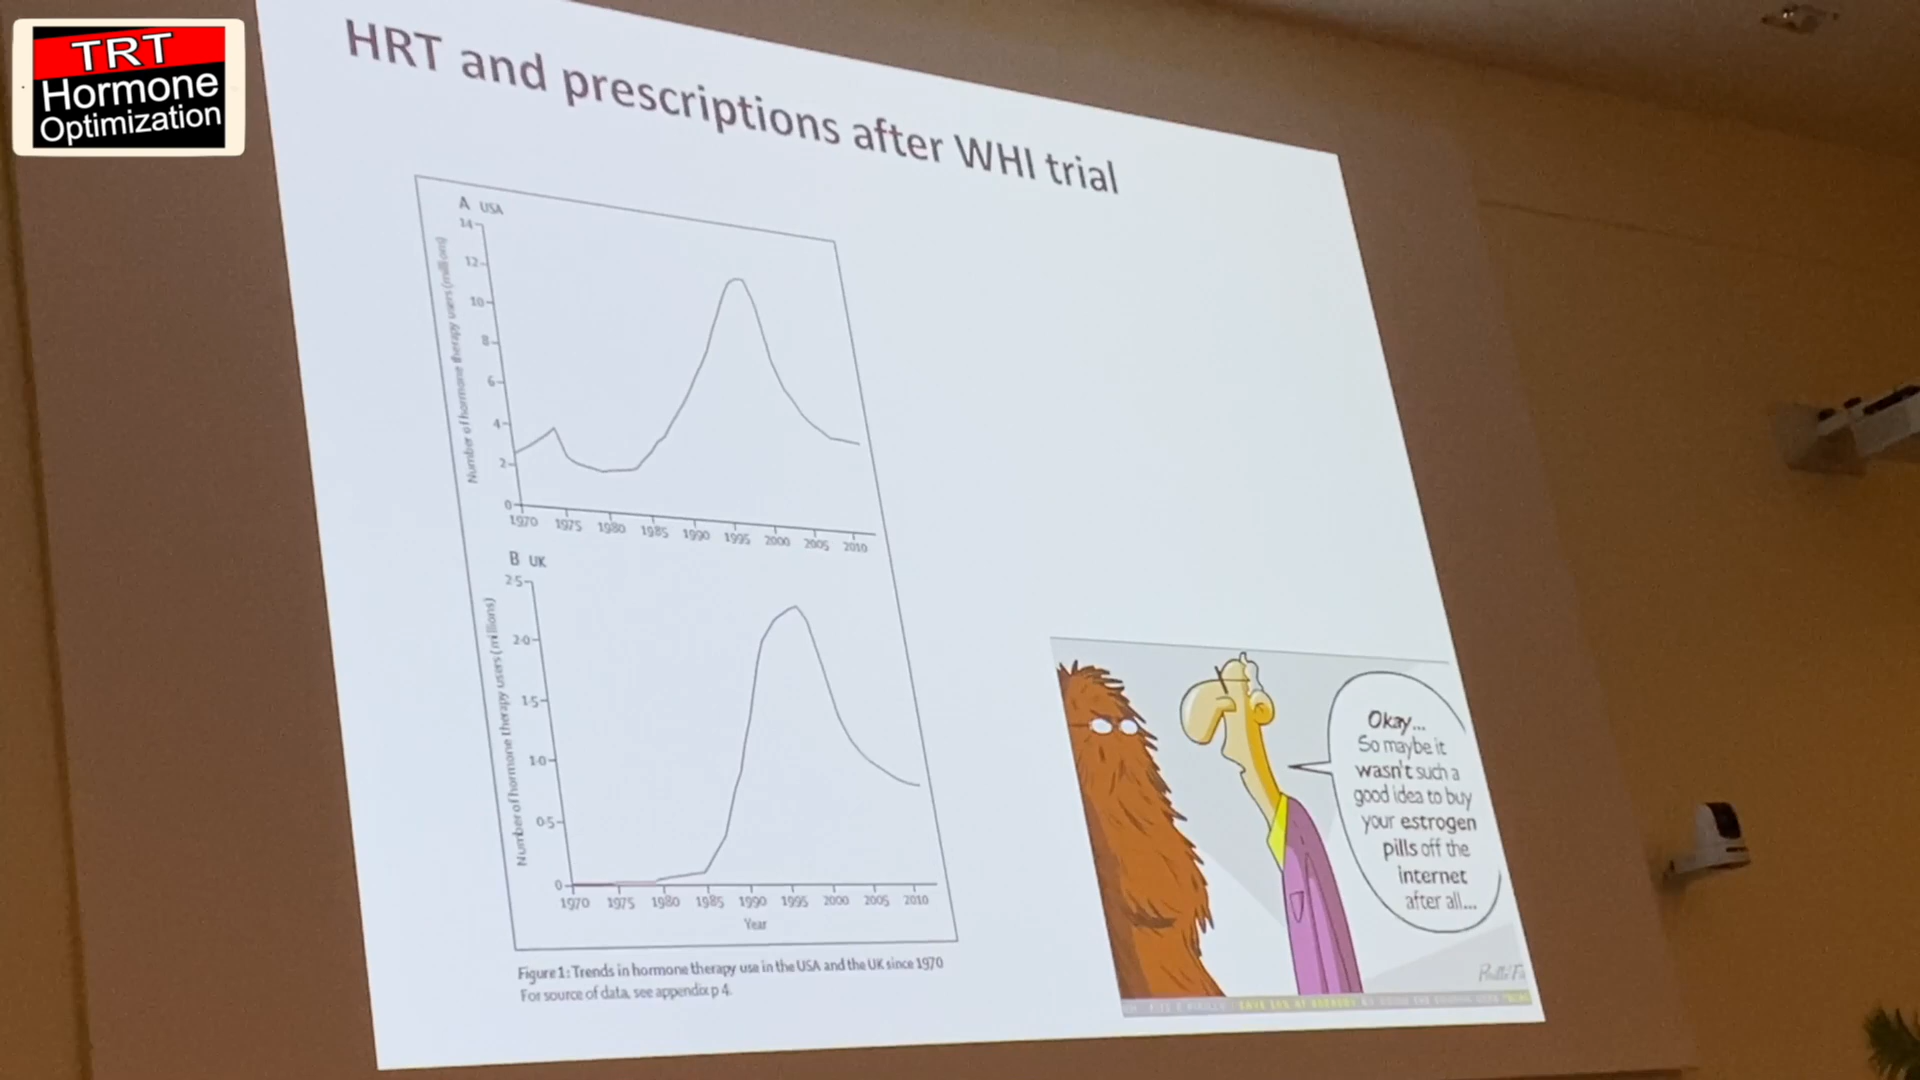 TRT
Hormone
Optimization
HRT and prescriptions after WHI trial
A USA
Number of hormone therapy users (millions)
14
12
10
8
6
4
2
0
1970 1975 1980 1985 1990 1995 2000 2005 2010
B UK
Number of hormone therapy users (millions)
2·5
2·0
1·5
1·0
0·5
0
1970 1975 1980 1985 1990 1995 2000 2005 2010
Year
Figure 1: Trends in hormone therapy use in the USA and the UK since 1970
For source of data, see appendix p 4.
Okay...
So maybe it
wasn't such a
good idea to buy
your estrogen
pills off the
internet
after all...